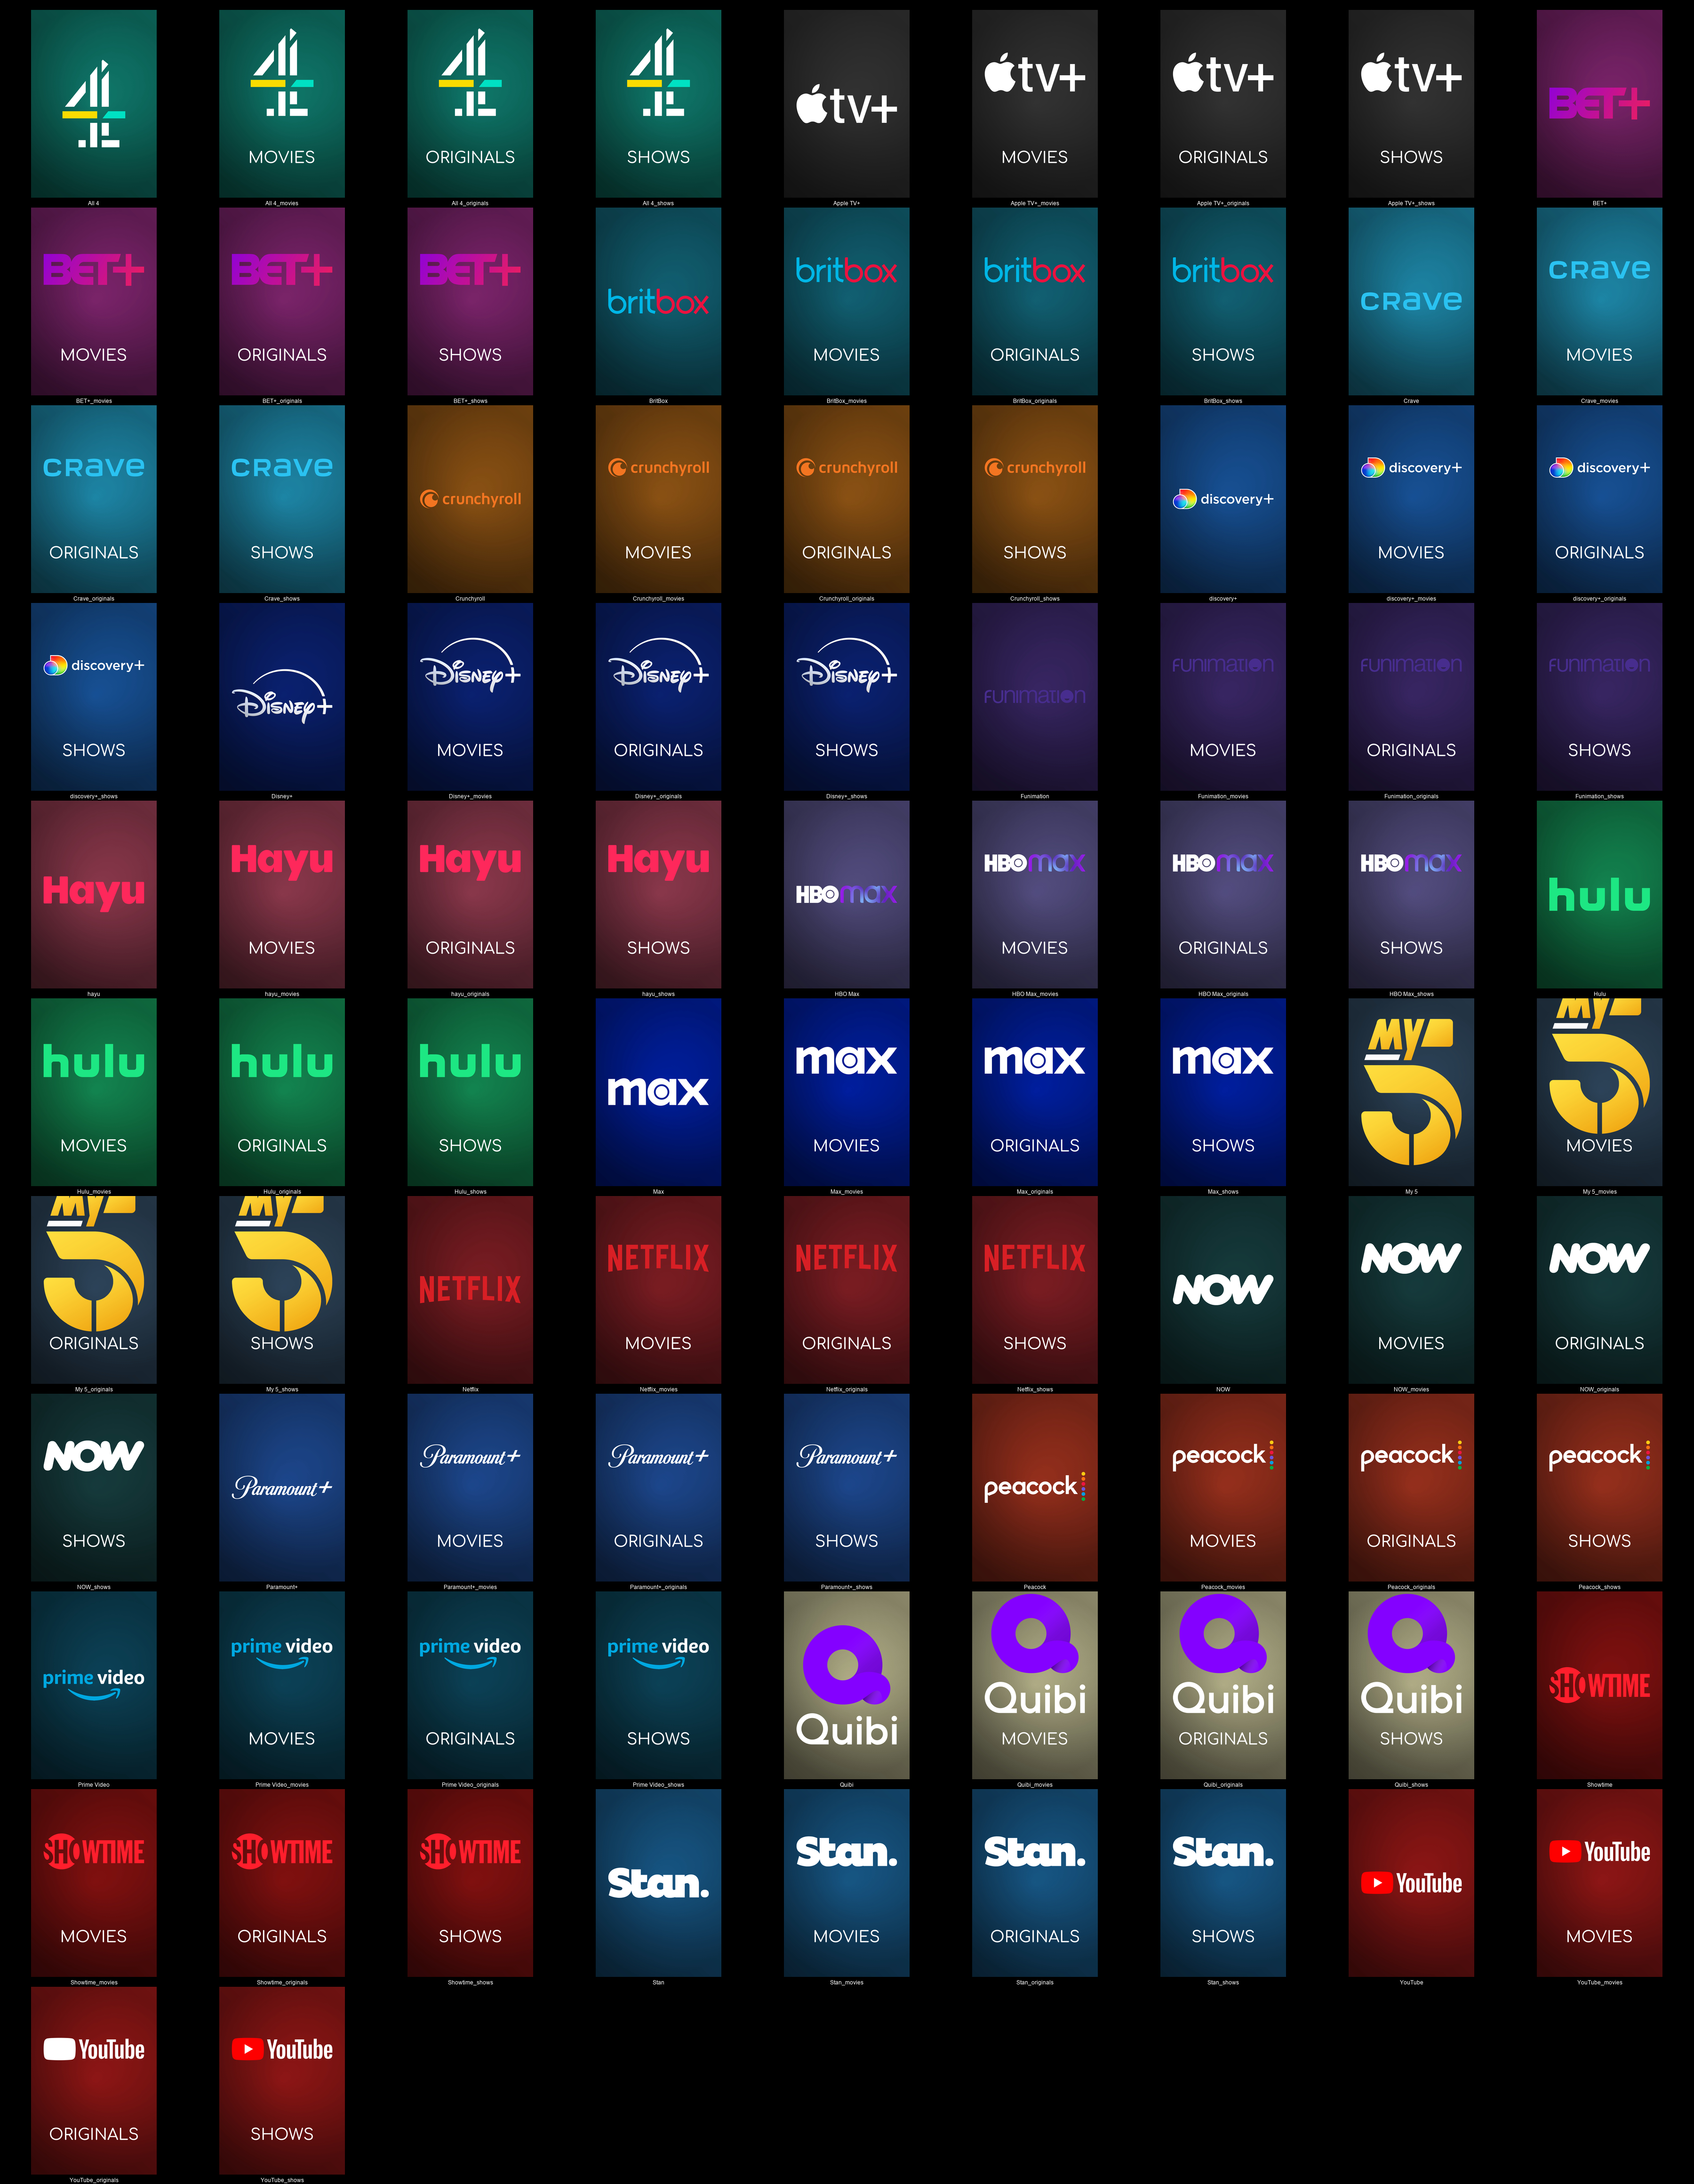 4
All 4
4
MOVIES
All 4_movies
4
ORIGINALS
All 4_originals
4
SHOWS
All 4_shows
tv+
Apple TV+
tv+
MOVIES
Apple TV+_movies
tv+
ORIGINALS
Apple TV+_originals
tv+
SHOWS
Apple TV+_shows
BET+
BET+
BET+
MOVIES
BET+_movies
BET+
ORIGINALS
BET+_originals
BET+
SHOWS
BET+_shows
britbox
BritBox
britbox
MOVIES
BritBox_movies
britbox
ORIGINALS
BritBox_originals
britbox
SHOWS
BritBox_shows
crave
Crave
crave
MOVIES
Crave_movies
crave
ORIGINALS
Crave_originals
crave
SHOWS
Crave_shows
crunchyroll
Crunchyroll
crunchyroll
MOVIES
Crunchyroll_movies
crunchyroll
ORIGINALS
Crunchyroll_originals
crunchyroll
SHOWS
Crunchyroll_shows
discovery+
discovery+
discovery+
MOVIES
discovery+_movies
discovery+
ORIGINALS
discovery+_originals
discovery+
SHOWS
discovery+_shows
Disney+
Disney+
Disney+
MOVIES
Disney+_movies
Disney+
ORIGINALS
Disney+_originals
Disney+
SHOWS
Disney+_shows
Funimation
Funimation
Funimation
MOVIES
Funimation_movies
Funimation
ORIGINALS
Funimation_originals
Funimation
SHOWS
Funimation_shows
Hayu
hayu
Hayu
MOVIES
hayu_movies
Hayu
ORIGINALS
hayu_originals
Hayu
SHOWS
hayu_shows
HBOmax
HBO Max
HBOmax
MOVIES
HBO Max_movies
HBOmax
ORIGINALS
HBO Max_originals
HBOmax
SHOWS
HBO Max_shows
hulu
Hulu
hulu
MOVIES
Hulu_movies
hulu
ORIGINALS
Hulu_originals
hulu
SHOWS
Hulu_shows
max
Max
max
MOVIES
Max_movies
max
ORIGINALS
Max_originals
max
SHOWS
Max_shows
My
5
My 5
My
5
MOVIES
My 5_movies
My
5
ORIGINALS
My 5_originals
My
5
SHOWS
My 5_shows
NETFLIX
Netflix
NETFLIX
MOVIES
Netflix_movies
NETFLIX
ORIGINALS
Netflix_originals
NETFLIX
SHOWS
Netflix_shows
NOW
NOW
NOW
MOVIES
NOW_movies
NOW
ORIGINALS
NOW_originals
NOW
SHOWS
NOW_shows
Paramount+
Paramount+
Paramount+
MOVIES
Paramount+_movies
Paramount+
ORIGINALS
Paramount+_originals
Paramount+
SHOWS
Paramount+_shows
peacock
Peacock
peacock
MOVIES
Peacock_movies
peacock
ORIGINALS
Peacock_originals
peacock
SHOWS
Peacock_shows
prime video
Prime Video
prime video
MOVIES
Prime Video_movies
prime video
ORIGINALS
Prime Video_originals
prime video
SHOWS
Prime Video_shows
Quibi
Quibi
Quibi
MOVIES
Quibi_movies
Quibi
ORIGINALS
Quibi_originals
Quibi
SHOWS
Quibi_shows
SHOWTIME
Showtime
SHOWTIME
MOVIES
Showtime_movies
SHOWTIME
ORIGINALS
Showtime_originals
SHOWTIME
SHOWS
Showtime_shows
Stan.
Stan
Stan.
MOVIES
Stan_movies
Stan.
ORIGINALS
Stan_originals
Stan.
SHOWS
Stan_shows
YouTube
YouTube
YouTube
MOVIES
YouTube_movies
YouTube
ORIGINALS
YouTube_originals
YouTube
SHOWS
YouTube_shows